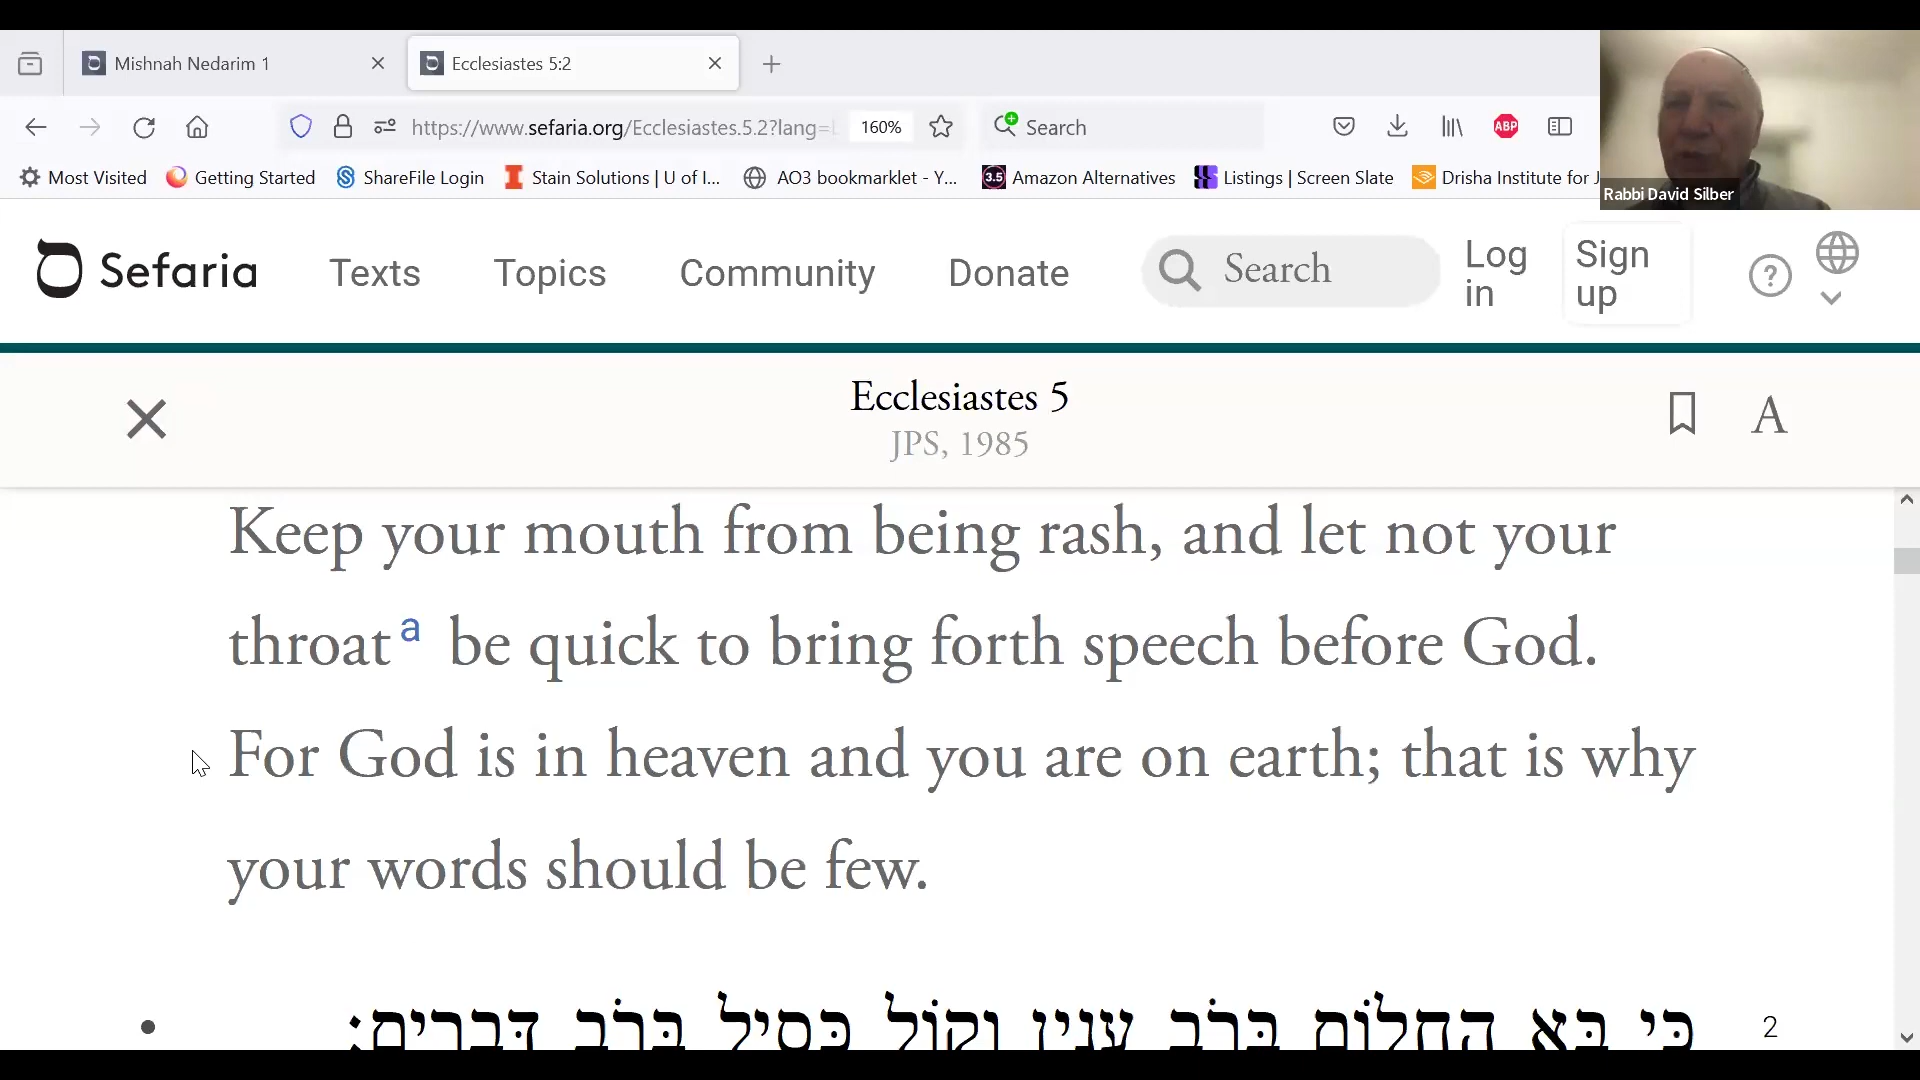 Mishnah Nedarim 1
Ecclesiastes 5:2
https://www.sefaria.org/Ecclesiastes.5.2?lang=
160%
Search
ABP
Most Visited
Getting Started
ShareFile Login
Stain Solutions | U of I...
AO3 bookmarklet - Y...
3.5
Amazon Alternatives
Listings | Screen Slate
Drisha Institute for J
Rabbi David Silber
Sefaria
Texts
Topics
Community
Donate
Search
Log in
Sign up
?
Ecclesiastes 5
JPS, 1985
A
Keep your mouth from being rash, and let not your
throat a be quick to bring forth speech before God.
For God is in heaven and you are on earth; that is why
your words should be few.
2
כִּי בָּא הַחֲלוֹם בְּרֹב עִנְיָן וְקוֹל כְּסִיל בְּרֹב דְּבָרִים׃